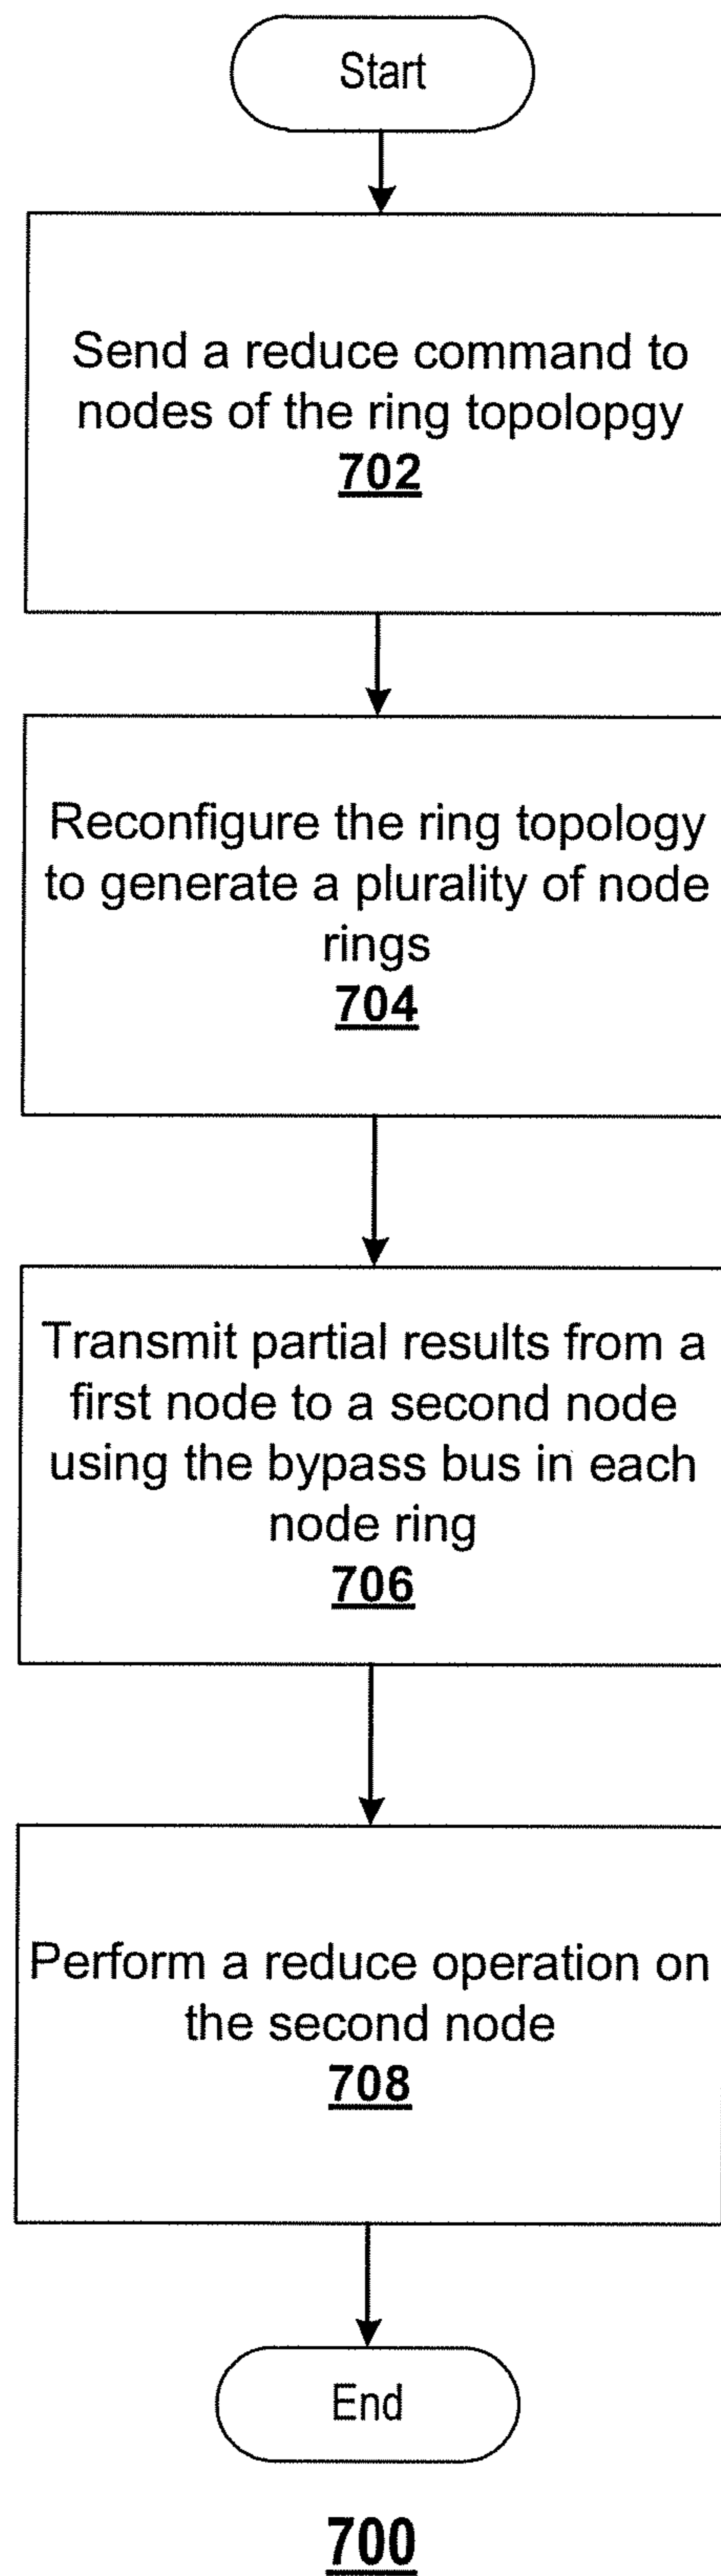 Start
Send a reduce command to
nodes of the ring topolopgy
702
Reconfigure the ring topology
to generate a plurality of node
rings
704
Transmit partial results from a
first node to a second node
using the bypass bus in each
node ring
706
Perform a reduce operation on
the second node
708
End
700